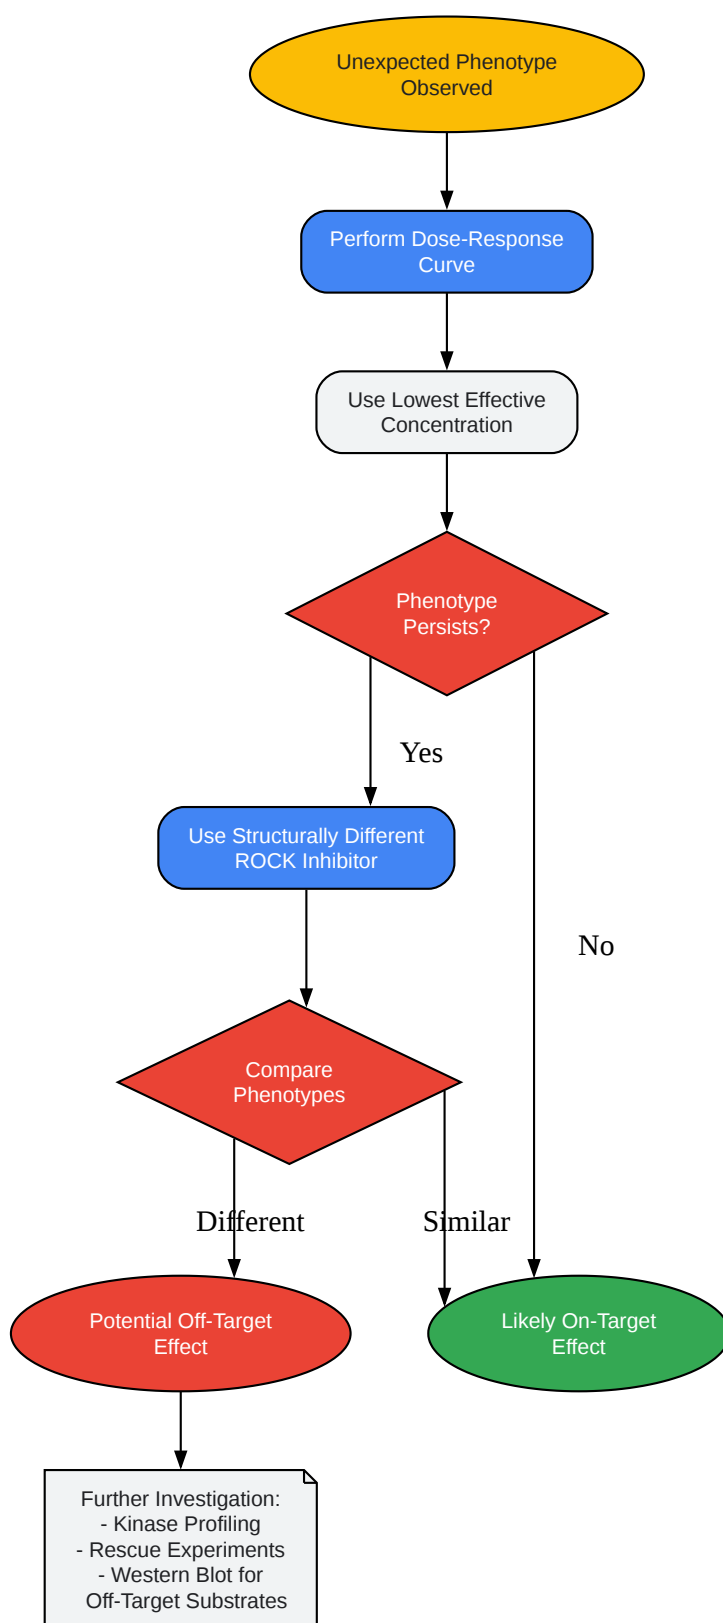 Unexpected Phenotype
Observed
Perform Dose-Response
Curve
Use Lowest Effective
Concentration
Phenotype
Persists?
Yes
Use Structurally Different
ROCK Inhibitor
No
Compare
Phenotypes
Different
Similar
Potential Off-Target
Effect
Likely On-Target
Effect
Further Investigation:
- Kinase Profiling
- Rescue Experiments
- Western Blot for
Off-Target Substrates